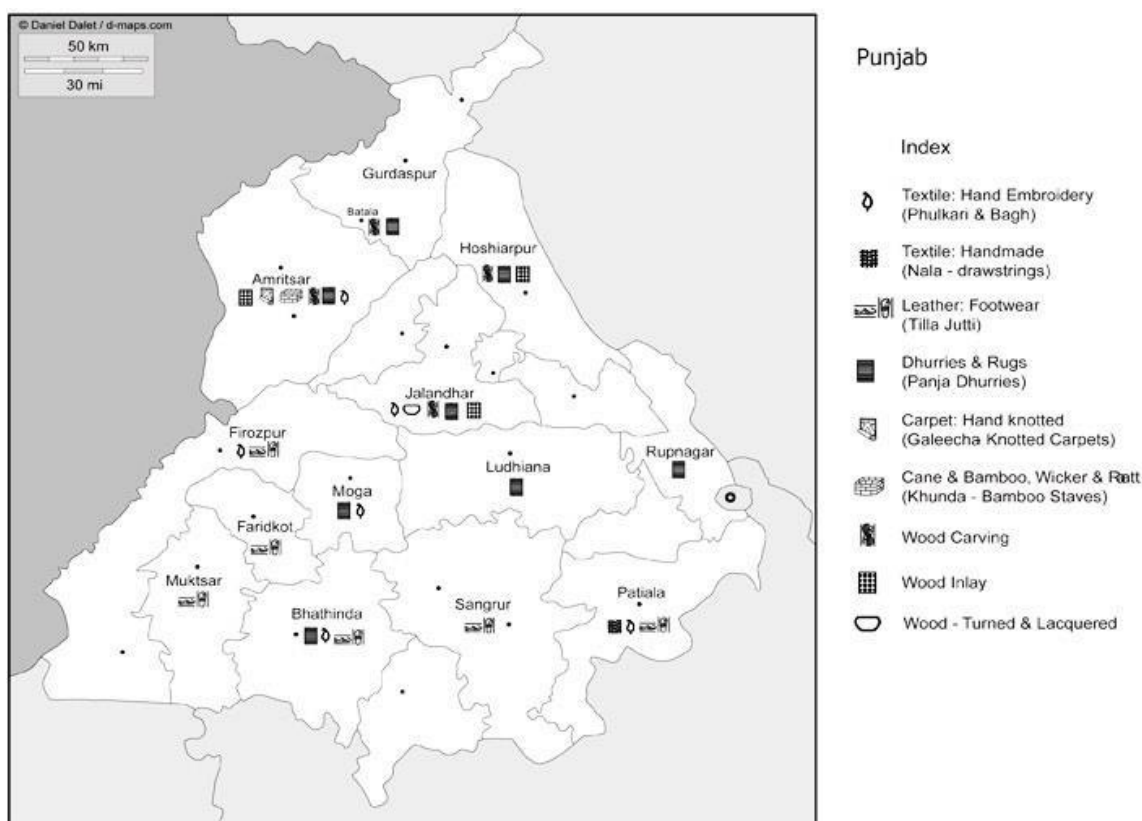 © Daniel Dalet / d-maps.com
50 km
30 mi
Gurdaspur
Batala
Hoshiarpur
Amritsar
Jalandhar
Firozpur
Ludhiana
Rupnagar
Moga
Faridkot
Muktsar
Bhathinda
Sangrur
Patiala
Punjab
Index
Textile: Hand Embroidery
(Phulkari & Bagh)
Textile: Handmade
(Nala - drawstrings)
Leather: Footwear
(Tilla Jutti)
Dhurries & Rugs
(Panja Dhurries)
Carpet: Hand knotted
(Galeecha Knotted Carpets)
Cane & Bamboo, Wicker & Ratt
(Khunda - Bamboo Staves)
Wood Carving
Wood Inlay
Wood - Turned & Lacquered